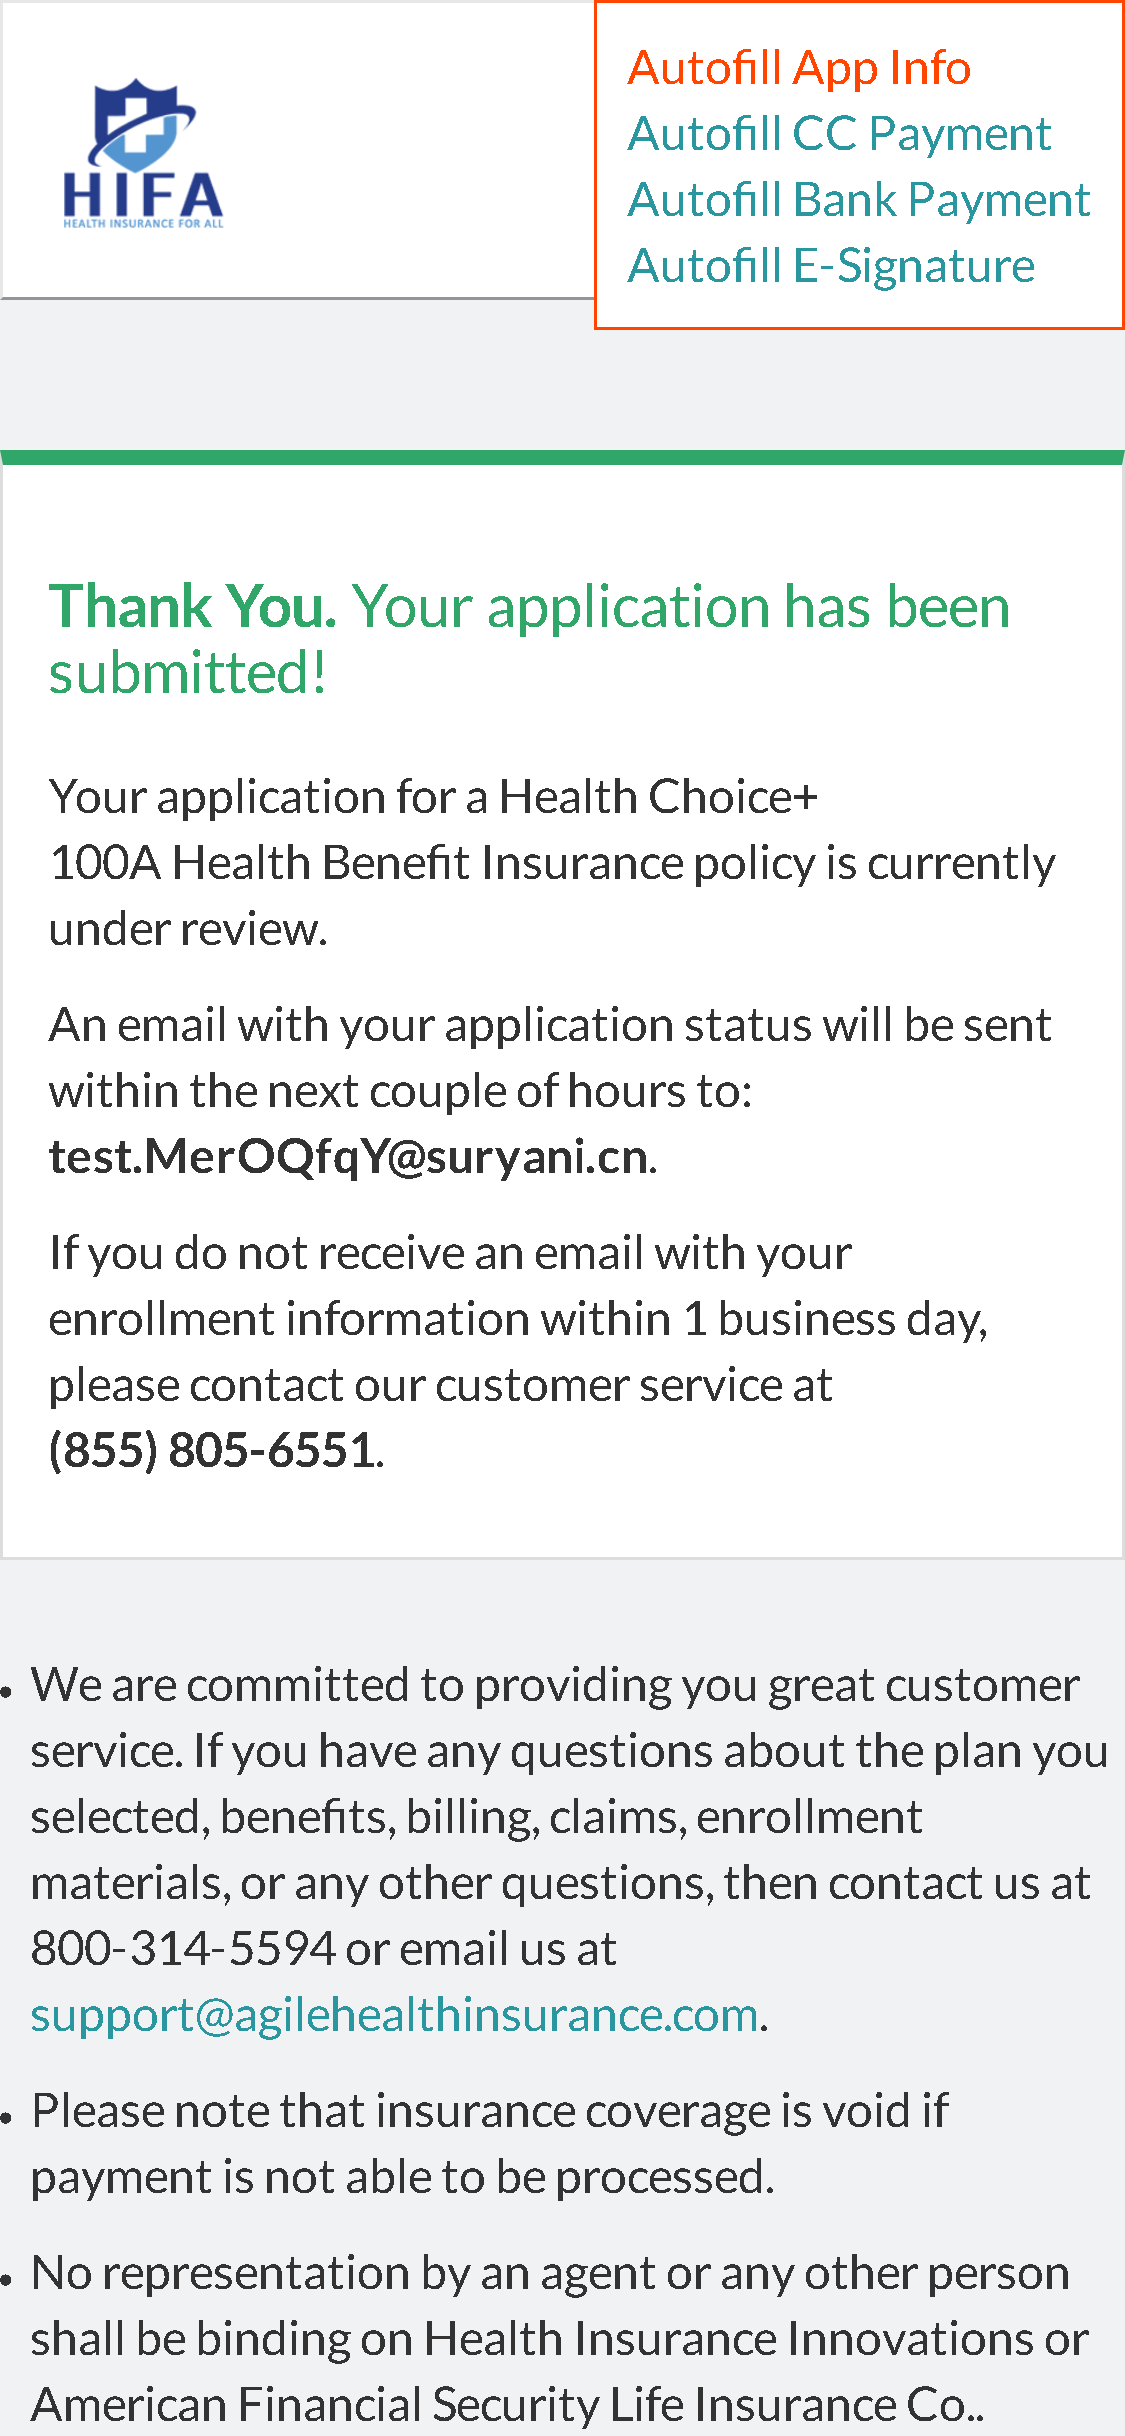 HIFA
HEALTH INSURANCE FOR ALL
Autofill App Info
Autofill CC Payment
Autofill Bank Payment
Autofill E-Signature
Thank You. Your application has been
submitted!
Your application for a Health Choice+
100A Health Benefit Insurance policy is currently
under review.
An email with your application status will be sent
within the next couple of hours to:
test.MerOQfqY@suryani.cn.
If you do not receive an email with your
enrollment information within 1 business day,
please contact our customer service at
(855) 805-6551.
• We are committed to providing you great customer
service. If you have any questions about the plan you
selected, benefits, billing, claims, enrollment
materials, or any other questions, then contact us at
800-314-5594 or email us at
support@agilehealthinsurance.com.
• Please note that insurance coverage is void if
payment is not able to be processed.
• No representation by an agent or any other person
shall be binding on Health Insurance Innovations or
American Financial Security Life Insurance Co..